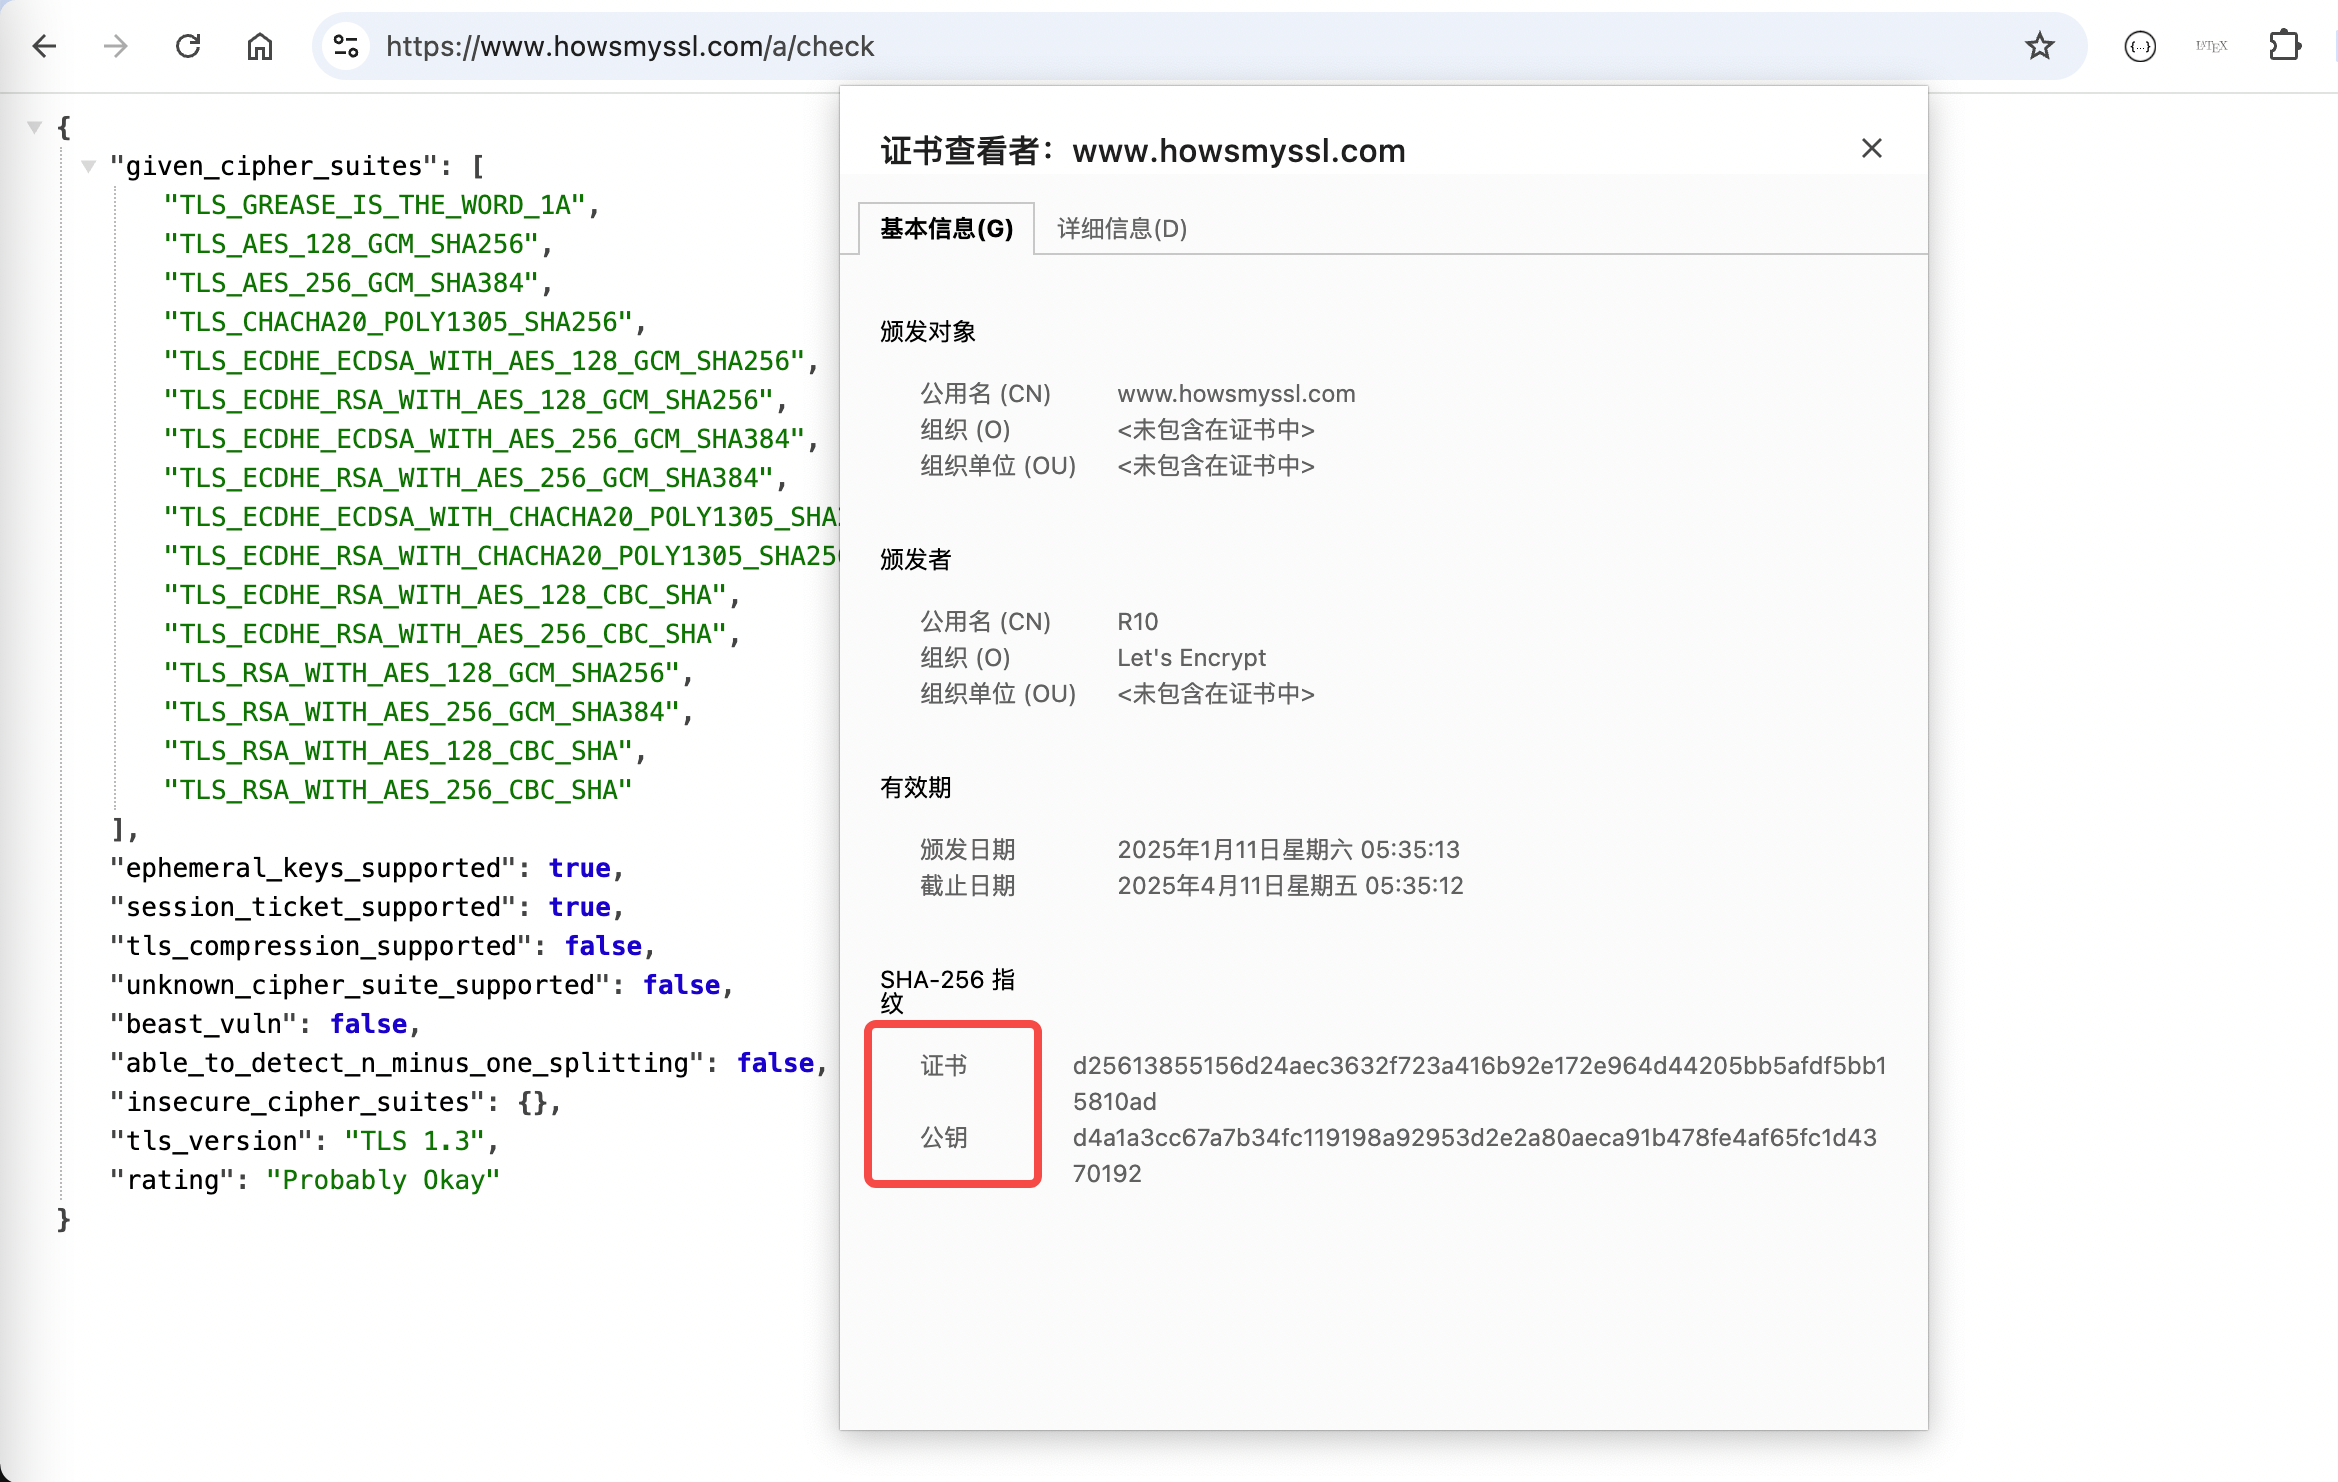 https://www.howsmyssl.com/a/check
{···}
LATEX
{
"given_cipher_suites": [
"TLS_GREASE_IS_THE_WORD_1A",
"TLS_AES_128_GCM_SHA256",
"TLS_AES_256_GCM_SHA384",
"TLS_CHACHA20_POLY1305_SHA256",
"TLS_ECDHE_ECDSA_WITH_AES_128_GCM_SHA256",
"TLS_ECDHE_RSA_WITH_AES_128_GCM_SHA256",
"TLS_ECDHE_ECDSA_WITH_AES_256_GCM_SHA384",
"TLS_ECDHE_RSA_WITH_AES_256_GCM_SHA384",
"TLS_ECDHE_ECDSA_WITH_CHACHA20_POLY1305_SHA
"TLS_ECDHE_RSA_WITH_CHACHA20_POLY1305_SHA25
"TLS_ECDHE_RSA_WITH_AES_128_CBC_SHA",
"TLS_ECDHE_RSA_WITH_AES_256_CBC_SHA",
"TLS_RSA_WITH_AES_128_GCM_SHA256",
"TLS_RSA_WITH_AES_256_GCM_SHA384",
"TLS_RSA_WITH_AES_128_CBC_SHA",
"TLS_RSA_WITH_AES_256_CBC_SHA"
],
"ephemeral_keys_supported": true,
"session_ticket_supported": true,
"tls_compression_supported": false,
"unknown_cipher_suite_supported": false,
"beast_vuln": false,
"able_to_detect_n_minus_one_splitting": false,
"insecure_cipher_suites": {},
"tls_version": "TLS 1.3",
"rating": "Probably Okay"
}
证书查看者：www.howsmyssl.com
基本信息(G) 详细信息(D)
颁发对象
公用名 (CN) www.howsmyssl.com
组织 (O) <未包含在证书中>
组织单位 (OU) <未包含在证书中>
颁发者
公用名 (CN) R10
组织 (O) Let's Encrypt
组织单位 (OU) <未包含在证书中>
有效期
颁发日期 2025年1月11日星期六 05:35:13
截止日期 2025年4月11日星期五 05:35:12
SHA-256 指
纹
证书 d25613855156d24aec3632f723a416b92e172e964d44205bb5afdf5bb1
5810ad
公钥 d4a1a3cc67a7b34fc119198a92953d2e2a80aeca91b478fe4af65fc1d43
70192